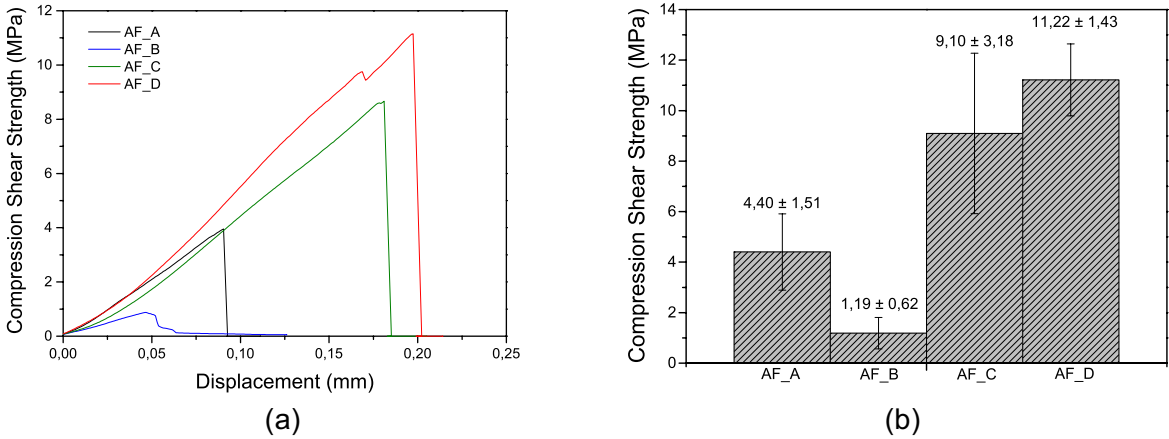 Compression Shear Strength (MPa)
12
10
8
6
4
2
0
AF_A
AF_B
AF_C
AF_D
0,00
0,05
0,10
0,15
0,20
0,25
Displacement (mm)
(a)
Compression Shear Strength (MPa)
14
12
10
8
6
4
2
0
4,40 ± 1,51
1,19 ± 0,62
9,10 ± 3,18
11,22 ± 1,43
AF_A
AF_B
AF_C
AF_D
(b)